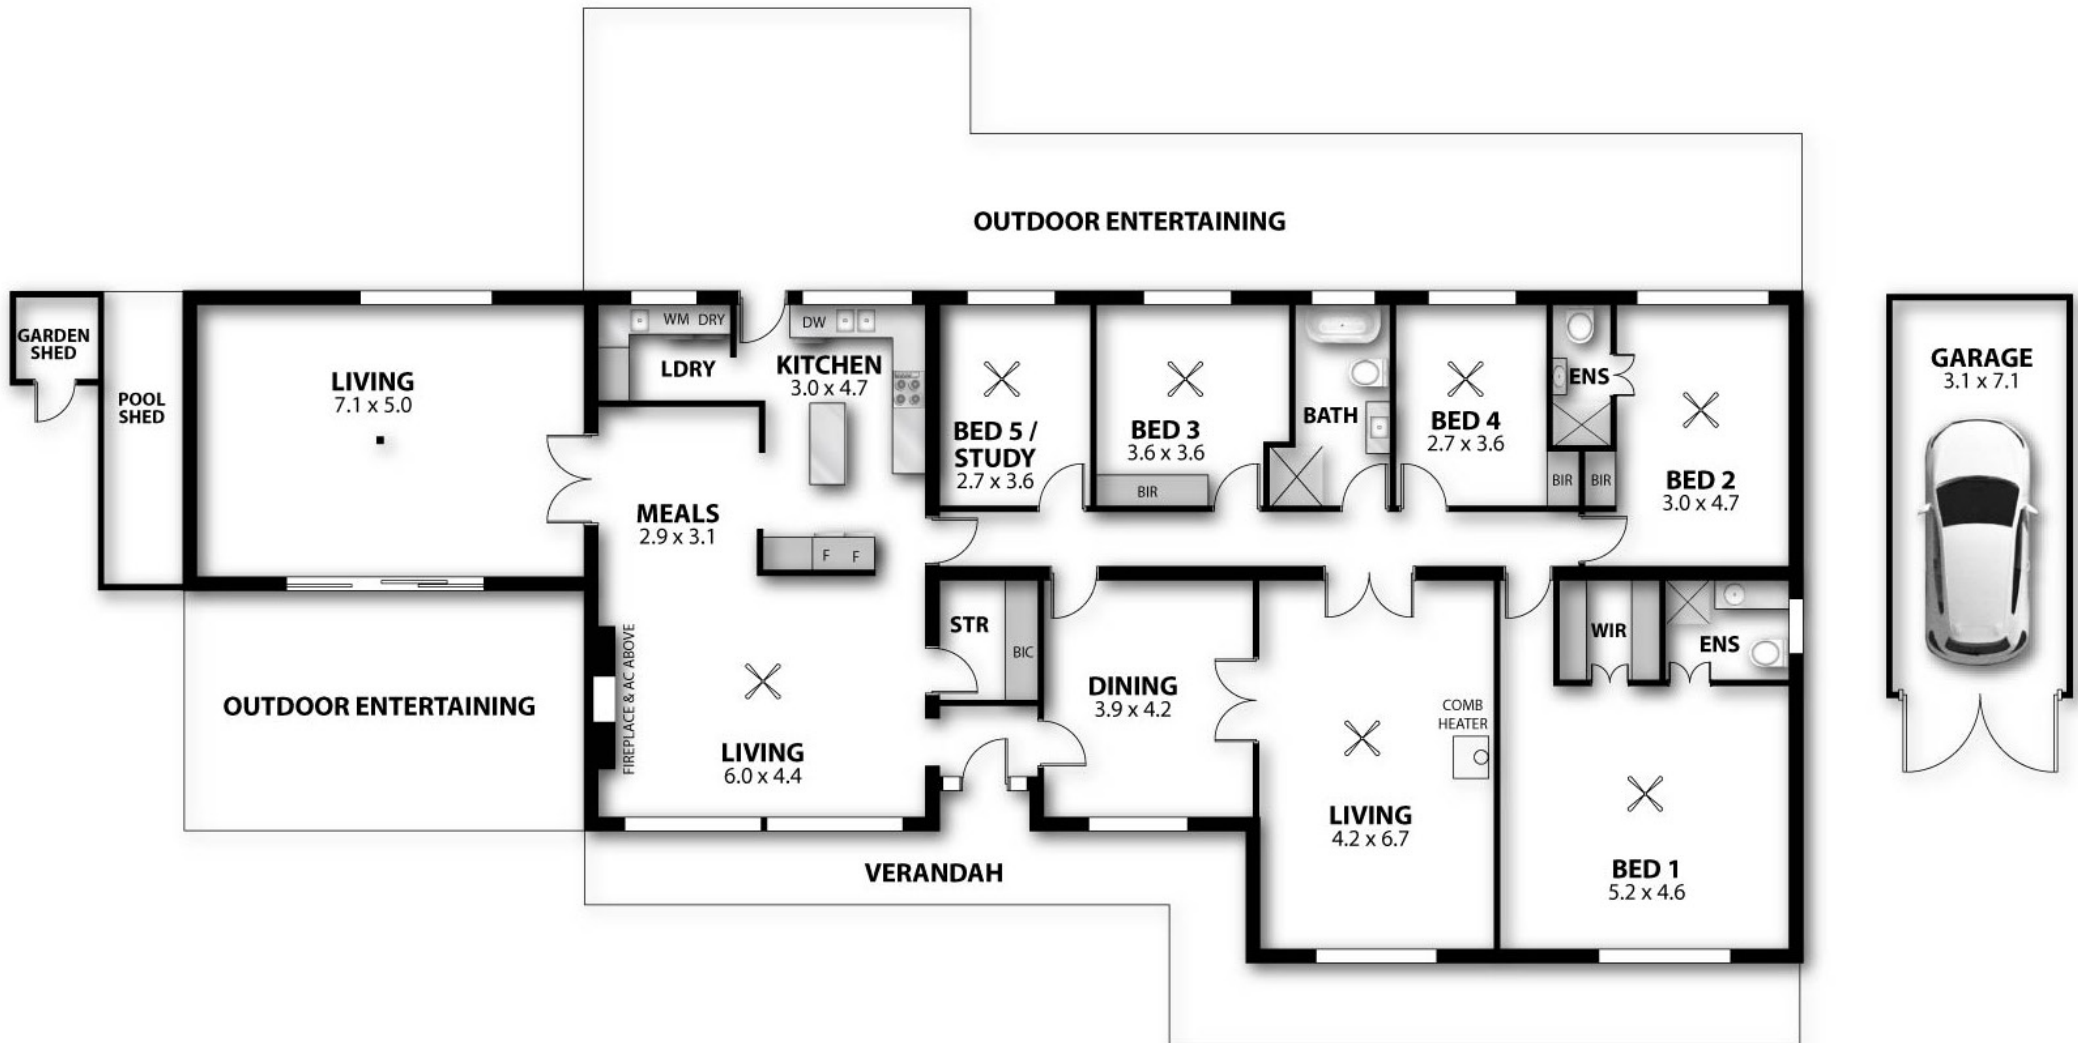 OUTDOOR ENTERTAINING
GARDEN
SHED
POOL
SHED
LIVING
7.1 x 5.0
WM DRY
LDRY
DW
KITCHEN
3.0 x 4.7
BED 5 /
STUDY
2.7 x 3.6
BED 3
3.6 x 3.6
BIR
BATH
BED 4
2.7 x 3.6
BIR
BIR
ENS
BED 2
3.0 x 4.7
GARAGE
3.1 x 7.1
MEALS
2.9 x 3.1
F F
OUTDOOR ENTERTAINING
FIREPLACE & AC ABOVE
LIVING
6.0 x 4.4
STR
BIC
DINING
3.9 x 4.2
COMB
HEATER
LIVING
4.2 x 6.7
WIR
ENS
BED 1
5.2 x 4.6
VERANDAH